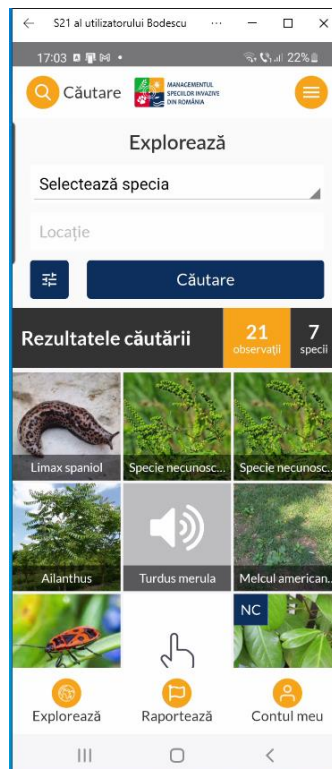 S21 al utilizatorului Bodescu
17:03
22%
Căutare
MANAGEMENTUL
SPECIILOR INVAZIVE
DIN ROMÂNIA
Explorează
Selectează specia
Locație
Căutare
Rezultatele căutării
21
observații
7
specii
Limax spaniol
Specie necunosc...
Specie necunosc...
Ailanthus
Turdus merula
Melcul american...
NC
Explorează
Raportează
Contul meu